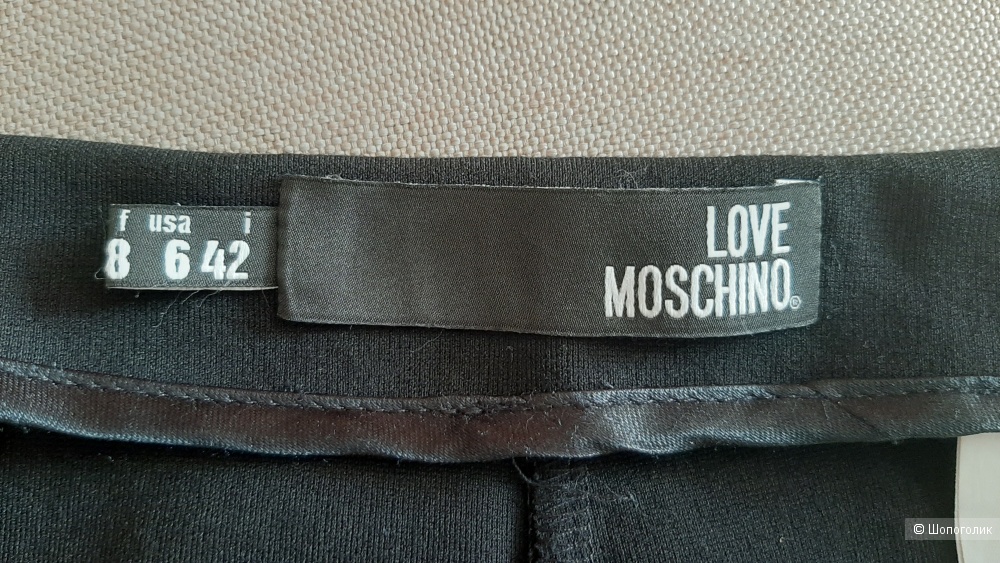 f usa i
8 6 42
LOVE
MOSCHINO®
© Шопоголик